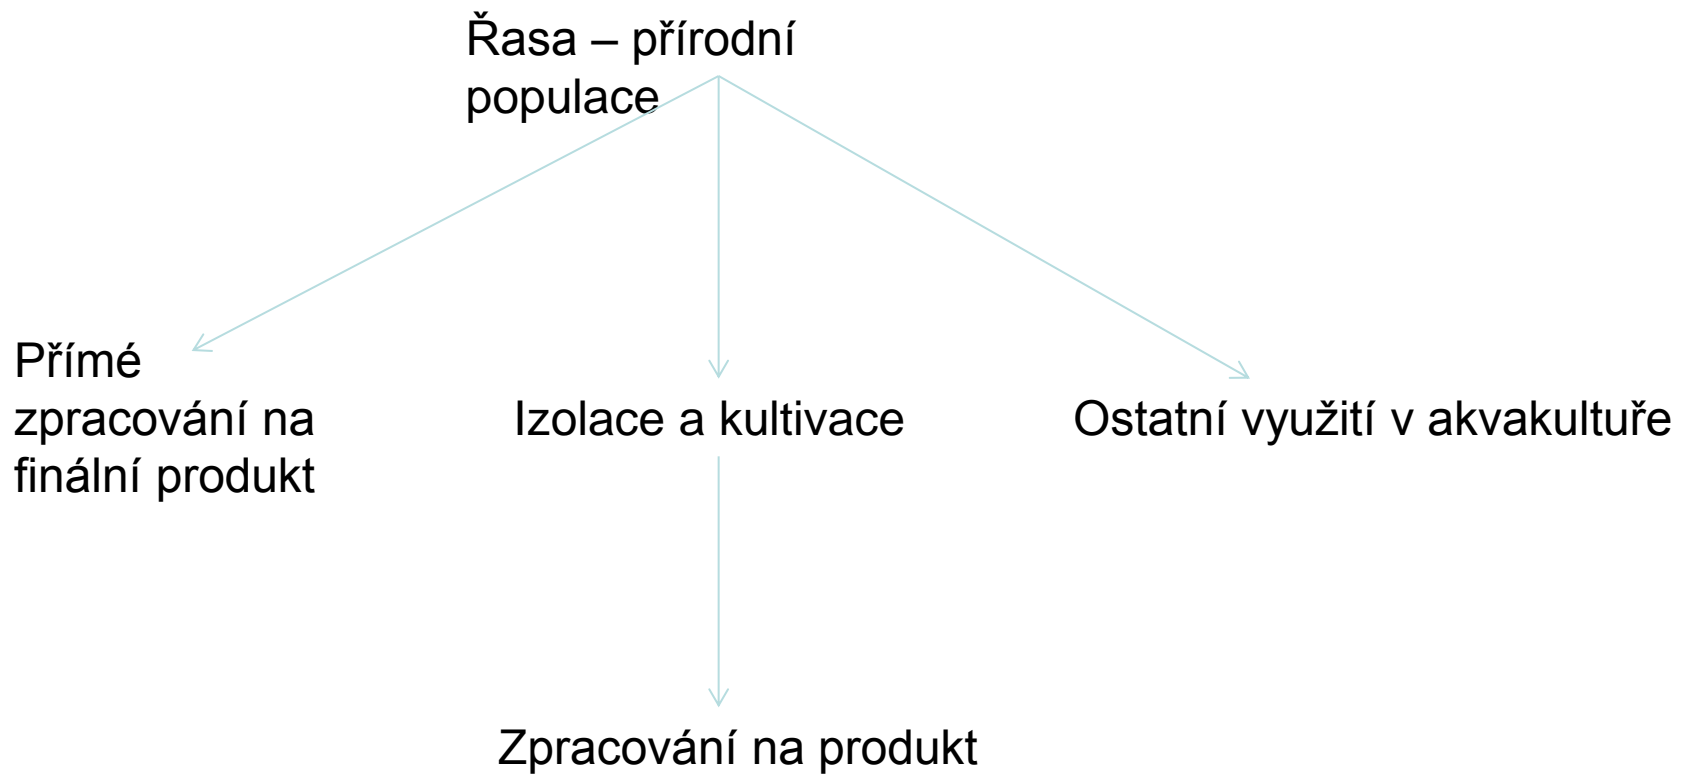 Řasa – přírodní
populace
Přímé
zpracování na
finální produkt
Izolace a kultivace
Ostatní využití v akvakultuře
Zpracování na produkt